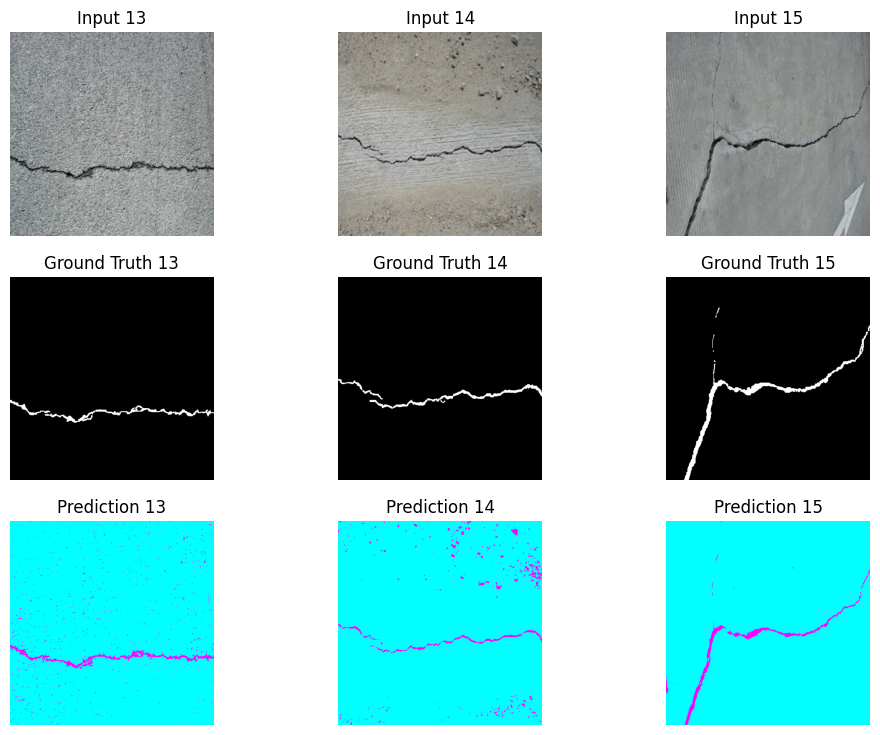 Input 13
Input 14
Input 15
Ground Truth 13
Ground Truth 14
Ground Truth 15
Prediction 13
Prediction 14
Prediction 15